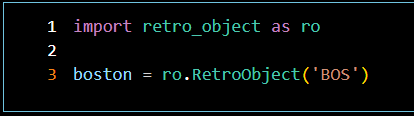 1 import retro_object as ro
2
3 boston = ro.RetroObject('BOS')